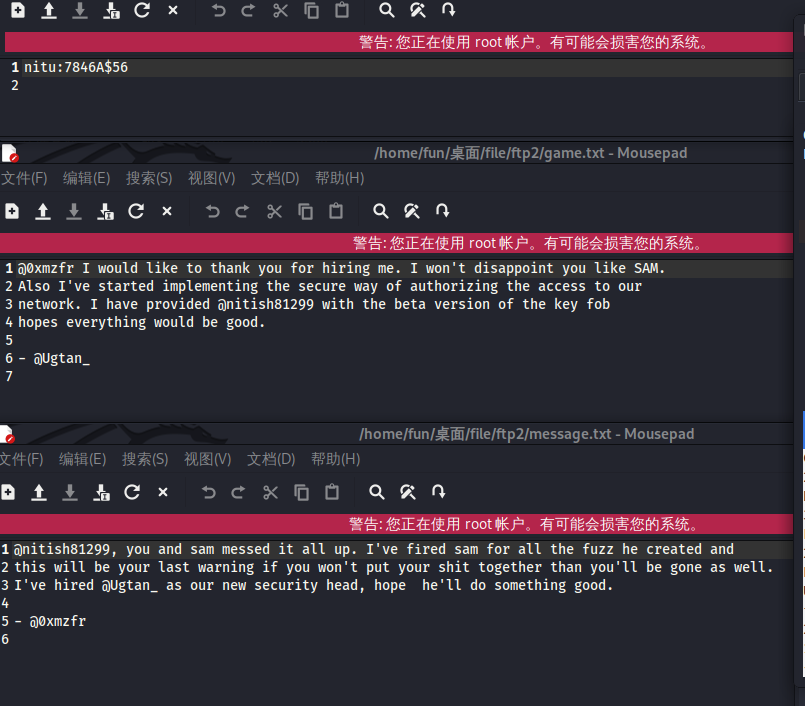 警告: 您正在使用 root 帐户。有可能会损害您的系统。
1 nitu:7846A$56
2
/home/fun/桌面/file/ftp2/game.txt - Mousepad
文件(F) 编辑(E) 搜索(S) 视图(V) 文档(D) 帮助(H)
警告: 您正在使用 root 帐户。有可能会损害您的系统。
1 @0xmzfr I would like to thank you for hiring me. I won't disappoint you like SAM.
2 Also I've started implementing the secure way of authorizing the access to our
3 network. I have provided @nitish81299 with the beta version of the key fob
4 hopes everything would be good.
5
6 - @Ugtan_
7
/home/fun/桌面/file/ftp2/message.txt - Mousepad
文件(F) 编辑(E) 搜索(S) 视图(V) 文档(D) 帮助(H)
警告: 您正在使用 root 帐户。有可能会损害您的系统。
1 @nitish81299, you and sam messed it all up. I've fired sam for all the fuzz he created and
2 this will be your last warning if you won't put your shit together than you'll be gone as well.
3 I've hired @Ugtan_ as our new security head, hope  he'll do something good.
4
5 - @0xmzfr
6